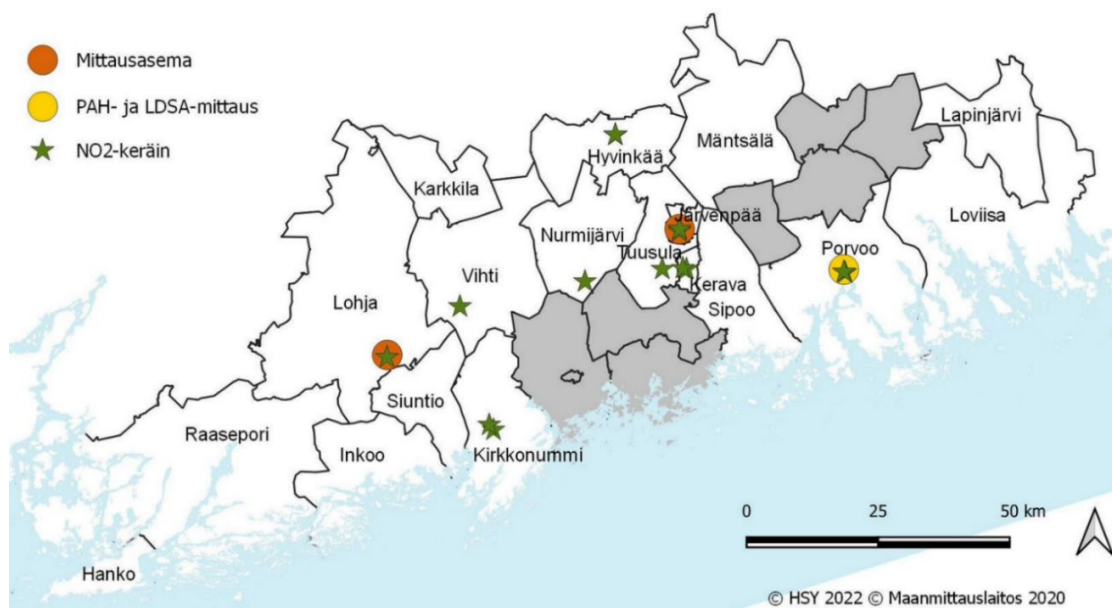 Mittausasema
PAH- ja LDSA-mittaus
NO2-keräin
Lapinjärvi
Mäntsälä
Hyvinkää
Karkkila
Järvenpää
Loviisa
Nurmijärvi
Tuusula
Porvoo
Vihti
Kerava
Lohja
Sipoo
Siuntio
Raasepori
Inkoo
Kirkkonummi
0 25 50 km
Hanko
© HSY 2022 © Maanmittauslaitos 2020